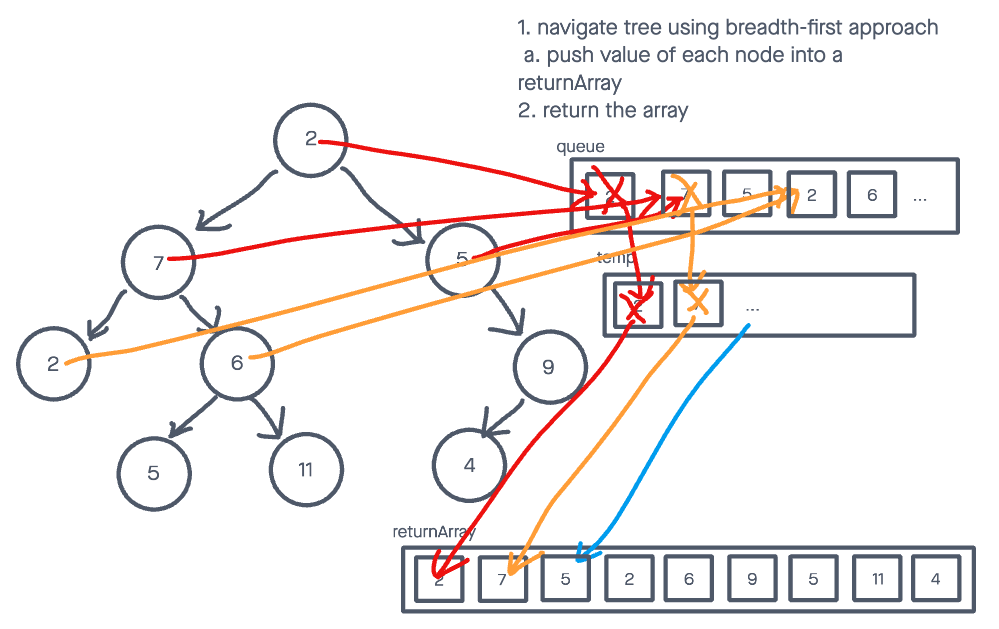 1. navigate tree using breadth-first approach
a. push value of each node into a
returnArray
2. return the array
queue
2
2 7 5 2 6 ...
7
5
temp
2 7 ...
2
6
9
5
11
4
returnArray
2 7 5 2 6 9 5 11 4